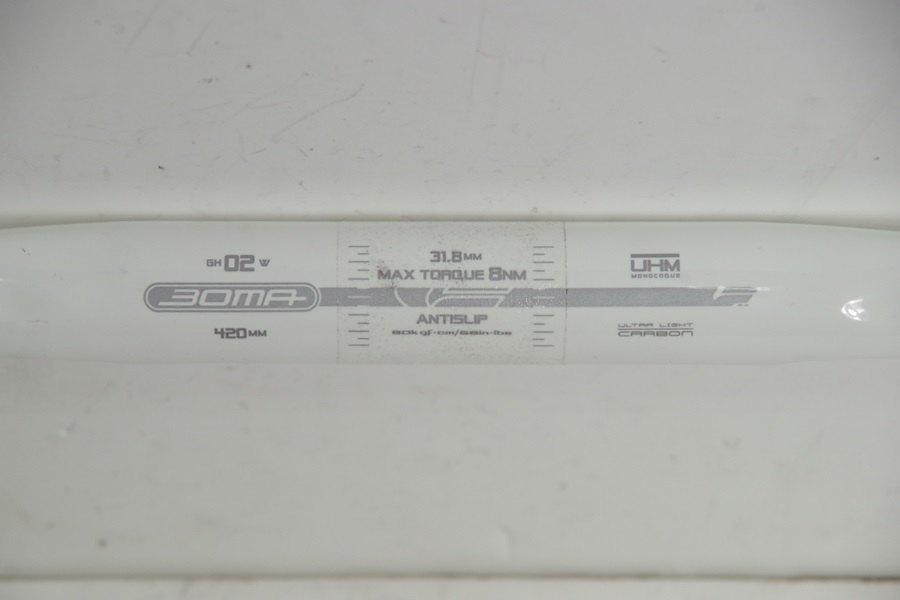 GH 02 W
BOMA
420MM
31.8MM
MAX TORQUE 8NM
ANTISLIP
80kgf-cm/68in-lbs
UHM
MONOCOQUE
ULTRA LIGHT
CARBON